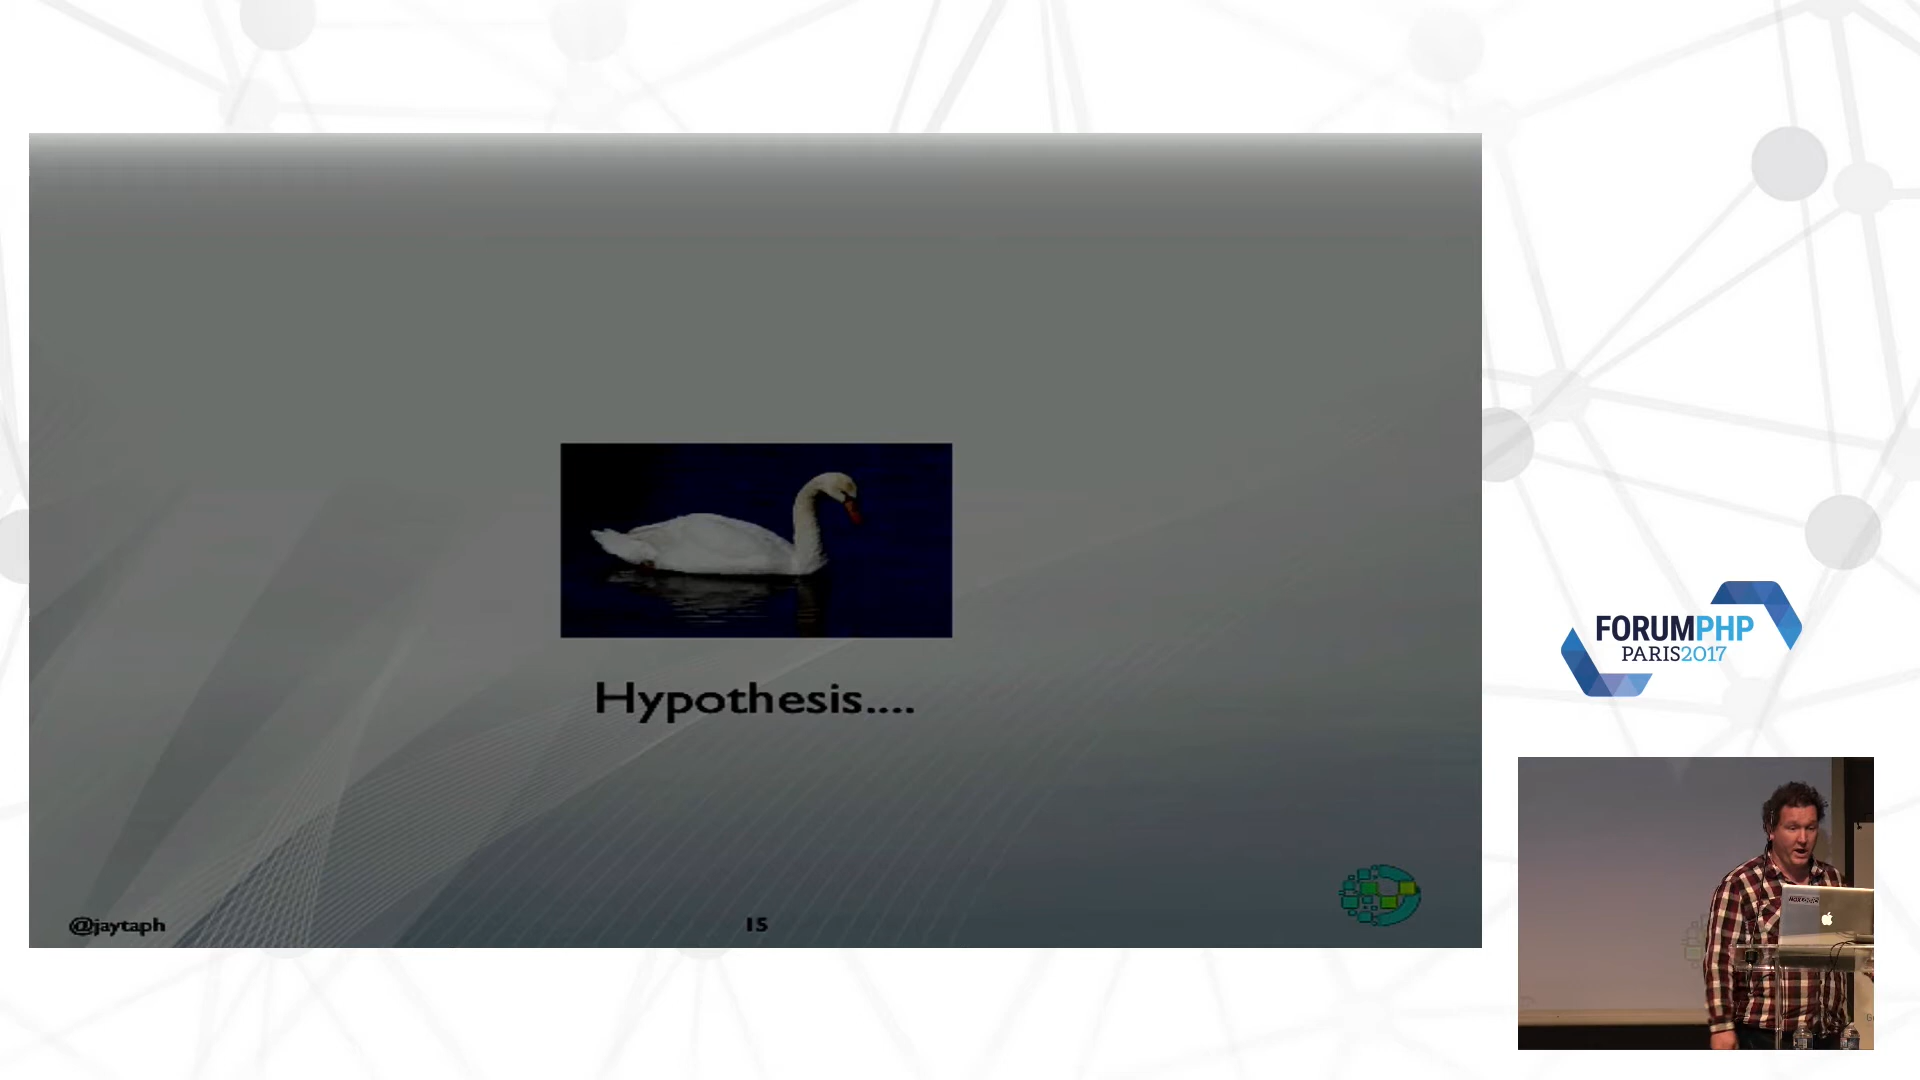 Hypothesis....
@jaytaph
15
FORUMPHP
PARIS2017